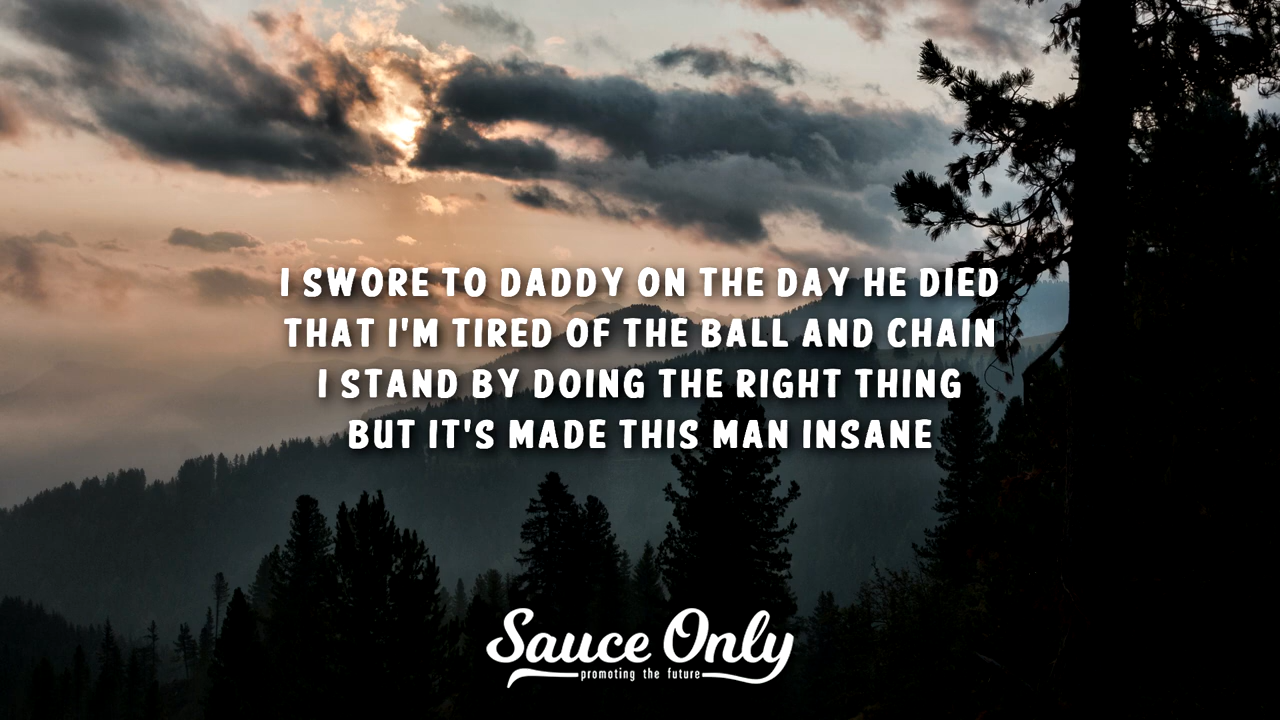 I SWORE TO DADDY ON THE DAY HE DIED
THAT I'M TIRED OF THE BALL AND CHAIN
I STAND BY DOING THE RIGHT THING
BUT IT'S MADE THIS MAN INSANE
Sauce Only
promoting the future